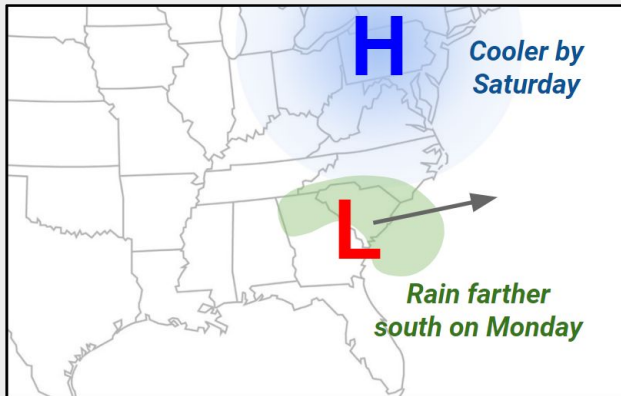 H
Cooler by
Saturday
L
Rain farther
south on Monday